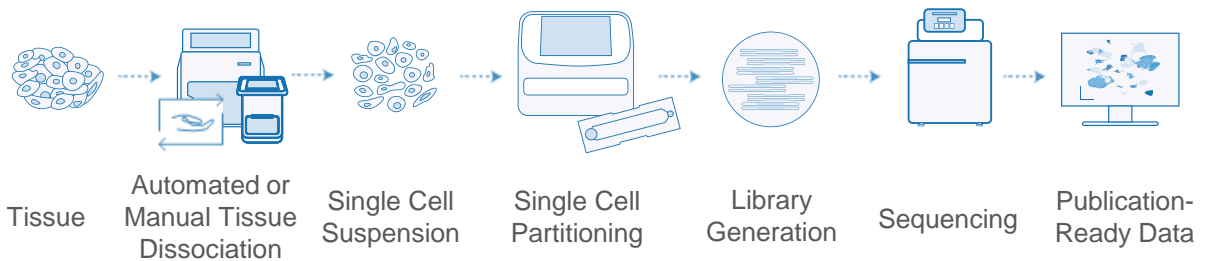 Tissue
Automated or
Manual Tissue
Dissociation
Single Cell
Suspension
Single Cell
Partitioning
Library
Generation
Sequencing
Publication-
Ready Data